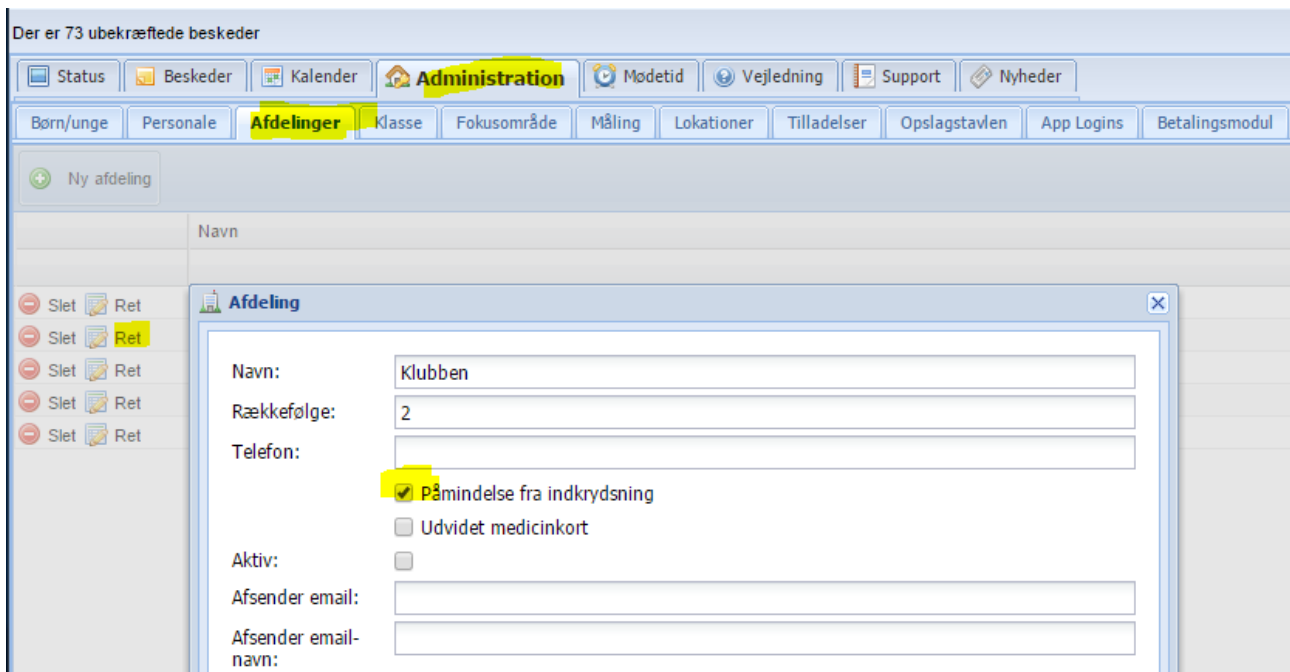 Der er 73 ubekræftede beskeder
Status Beskeder Kalender Administration Mødetid Vejledning Support Nyheder
Børn/unge Personale Afdelinger Klasse Fokusområde Måling Lokationer Tilladelser Opslagstavlen App Logins Betalingsmodul
Ny afdeling
Navn
Slet Ret
Slet Ret
Slet Ret
Slet Ret
Slet Ret
Afdeling
Navn: Klubben
Rækkefølge: 2
Telefon:
Påmindelse fra indkrydsning
Udvidet medicinkort
Aktiv:
Afsender email:
Afsender email-
navn: